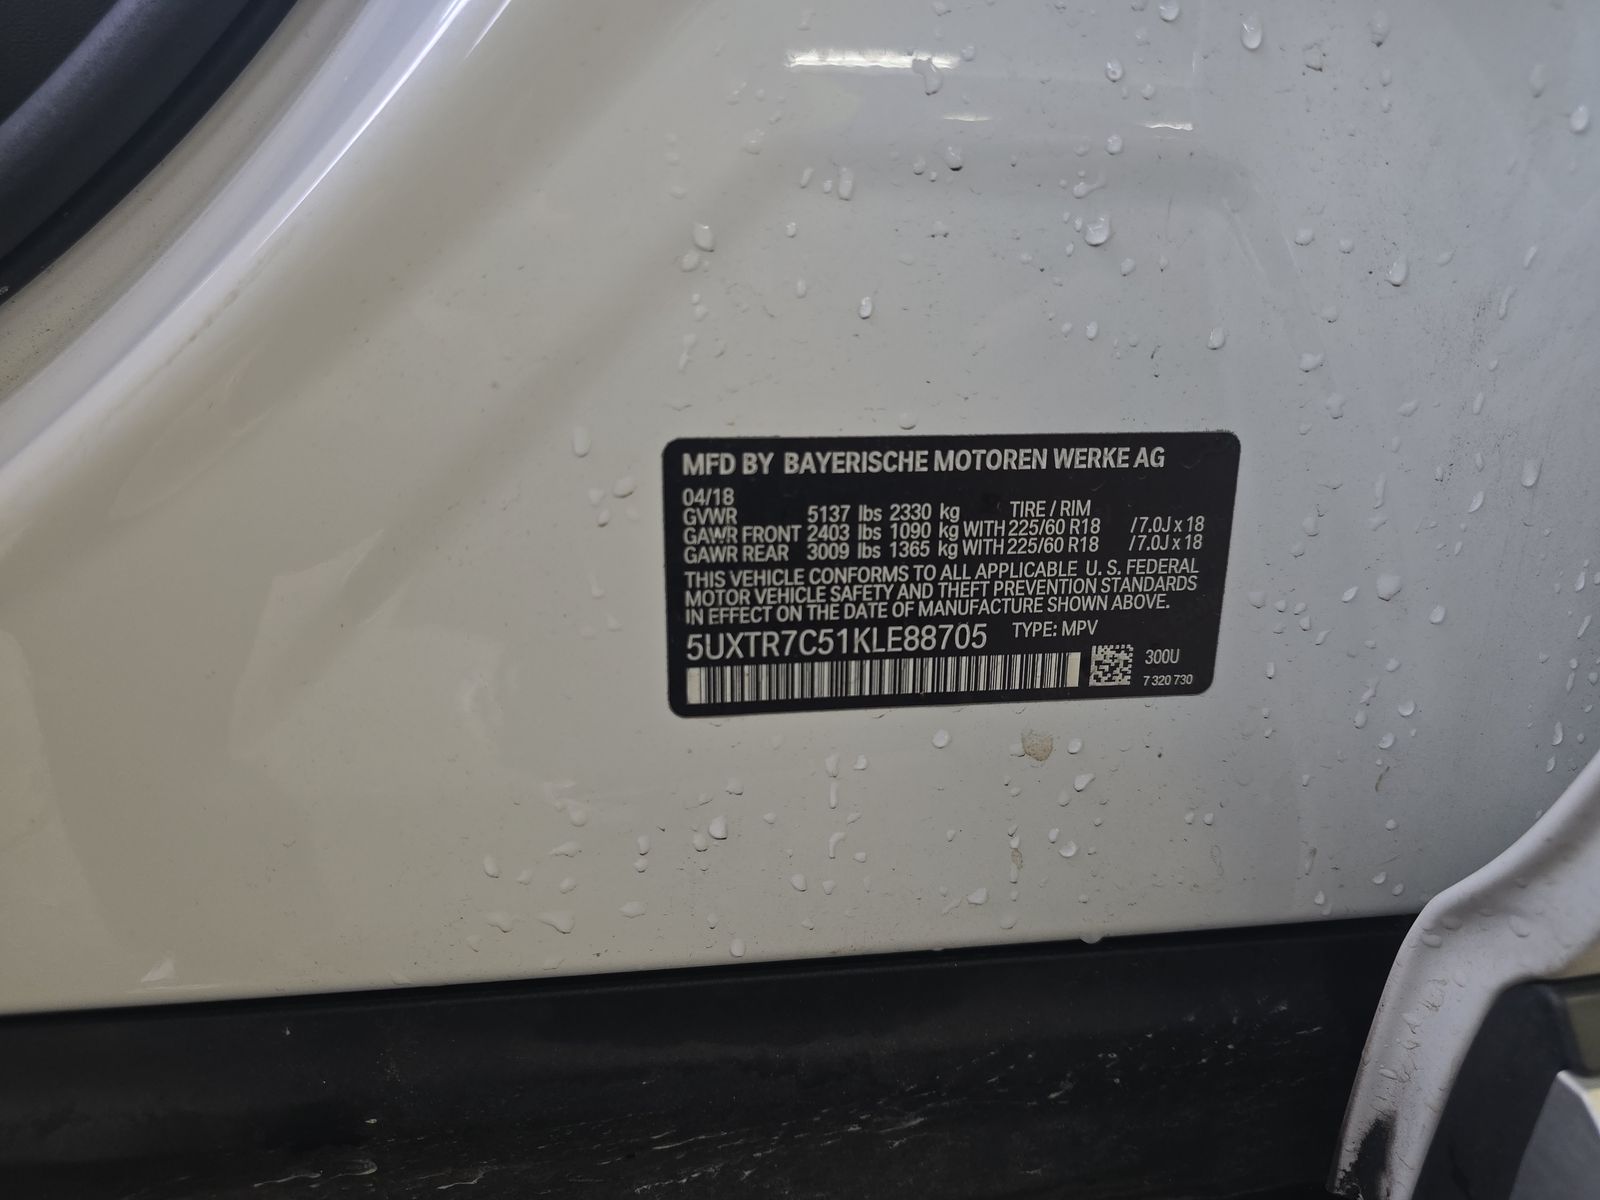 MFD BY BAYERISCHE MOTOREN WERKE AG
04/18
GVWR 5137 lbs 2330 kg TIRE / RIM
GAWR FRONT 2403 lbs 1090 kg WITH 225/60 R18 /7.0J x 18
GAWR REAR 3009 lbs 1365 kg WITH 225/60 R18 /7.0J x 18
THIS VEHICLE CONFORMS TO ALL APPLICABLE U. S. FEDERAL
MOTOR VEHICLE SAFETY AND THEFT PREVENTION STANDARDS
IN EFFECT ON THE DATE OF MANUFACTURE SHOWN ABOVE.
5UXTR7C51KLE88705 TYPE: MPV
300U
7 320 730